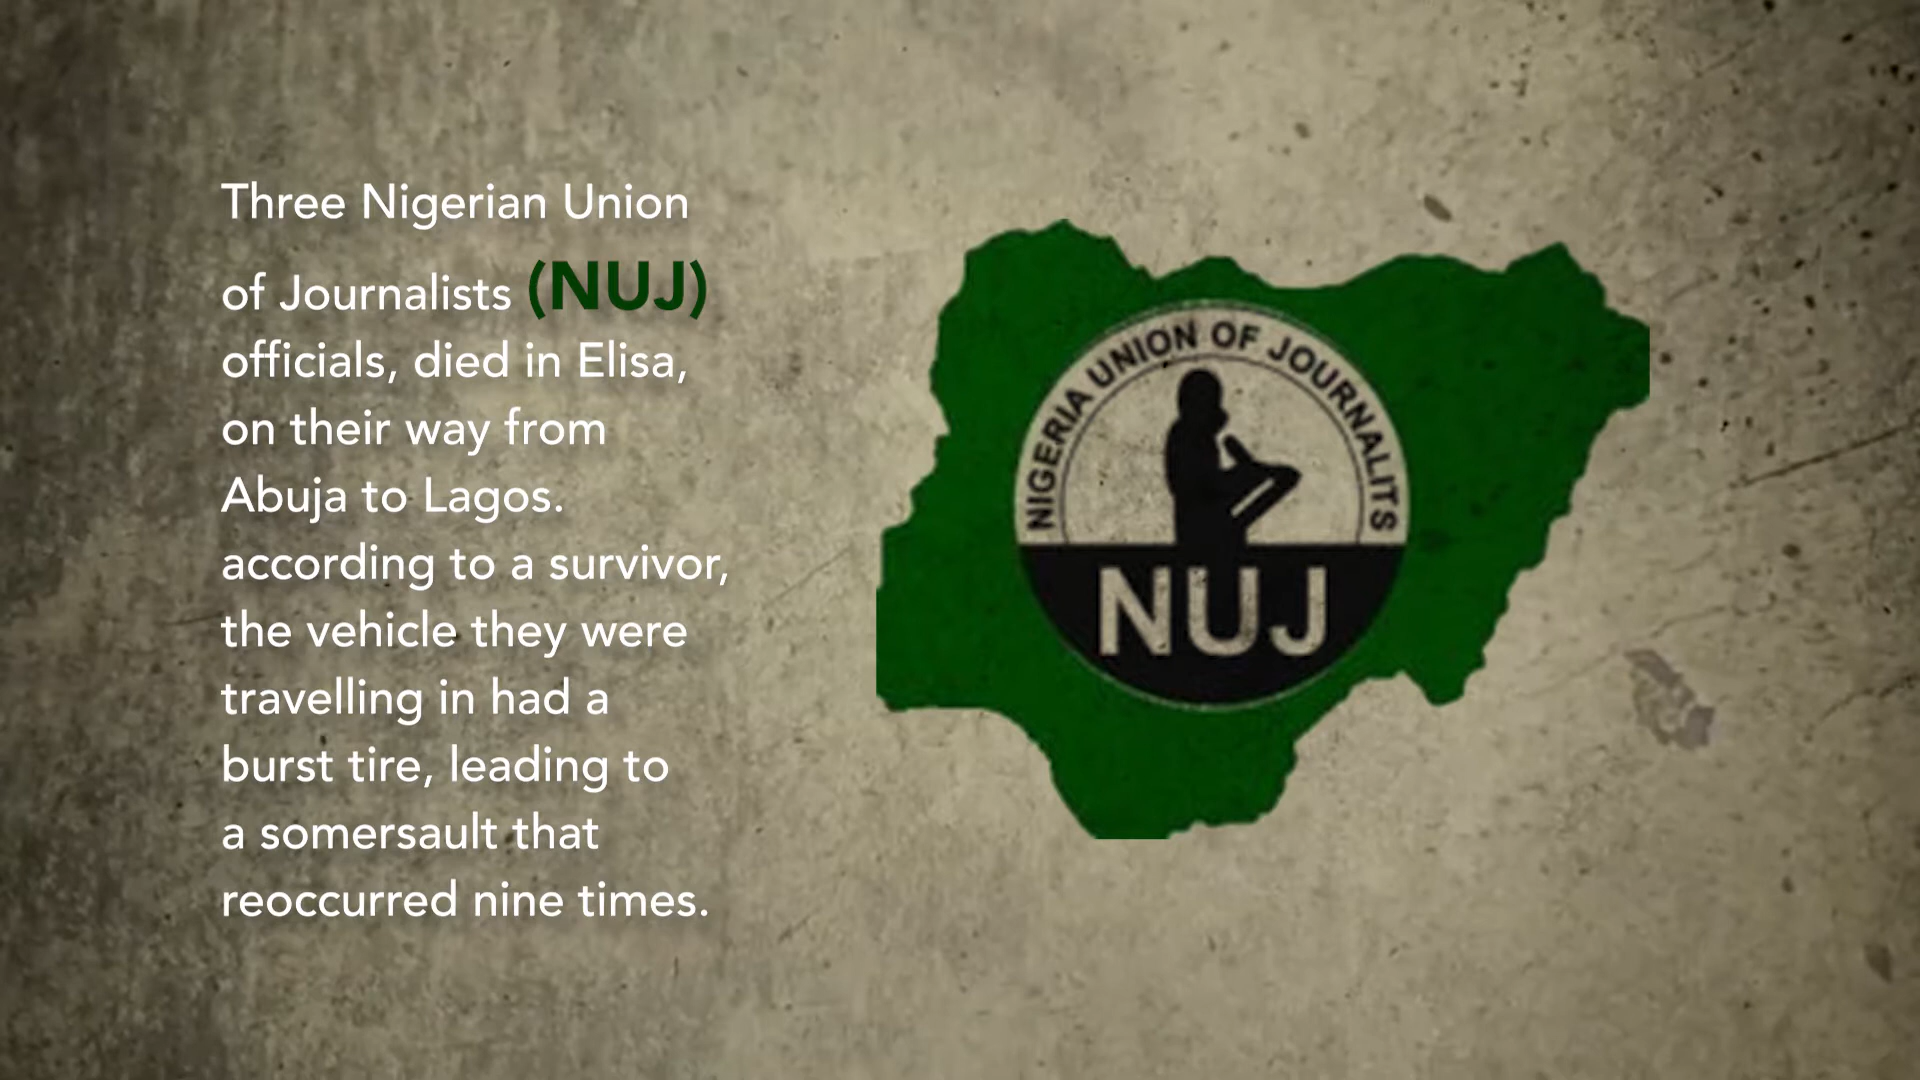 Three Nigerian Union
of Journalists (NUJ)
officials, died in Elisa,
on their way from
Abuja to Lagos.
according to a survivor,
the vehicle they were
travelling in had a
burst tire, leading to
a somersault that
reoccurred nine times.
NIGERIA UNION OF JOURNALITS
NUJ